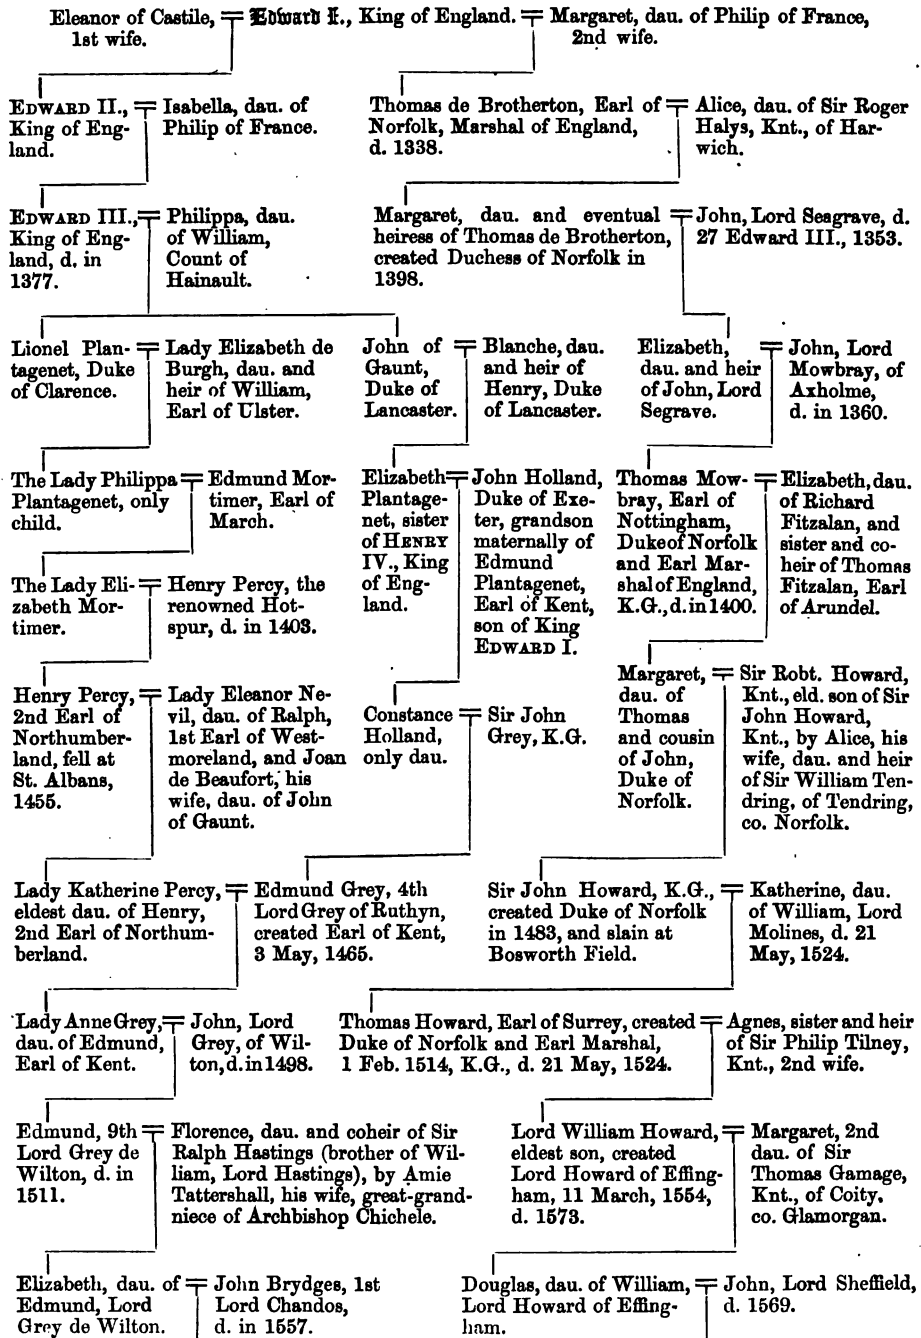 Eleanor of Castile,
1st wife.
Edward I., King of England.
Margaret, dau. of Philip of France,
2nd wife.
EDWARD II.,
King of Eng-
land.
Isabella, dau. of
Philip of France.
Thomas de Brotherton, Earl of
Norfolk, Marshal of England,
d. 1338.
Alice, dau. of Sir Roger
Halys, Knt., of Har-
wich.
EDWARD III.,
King of Eng-
land, d. in
1377.
Philippa, dau.
of William,
Count of
Hainault.
Margaret, dau. and eventual
heiress of Thomas de Brotherton,
created Duchess of Norfolk in
1398.
John, Lord Seagrave, d.
27 Edward III., 1353.
Lionel Plan-
tagenet, Duke
of Clarence.
Lady Elizabeth de
Burgh, dau. and
heir of William,
Earl of Ulster.
John of
Gaunt,
Duke of
Lancaster.
Blanche, dau.
and heir of
Henry, Duke
of Lancaster.
Elizabeth,
dau. and heir
of John, Lord
Segrave.
John, Lord
Mowbray, of
Axholme,
d. in 1360.
The Lady Philippa
Plantagenet, only
child.
Edmund Mor-
timer, Earl of
March.
Elizabeth
Plantage-
net, sister
of HENRY
IV., King
of Eng-
land.
John Holland,
Duke of Exe-
ter, grandson
maternally of
Edmund
Plantagenet,
Earl of Kent,
son of King
EDWARD I.
Thomas Mow-
bray, Earl of
Nottingham,
Duke of Norfolk
and Earl Mar-
shal of England,
K.G., d. in 1400.
Elizabeth, dau.
of Richard
Fitzalan, and
sister and co-
heir of Thomas
Fitzalan, Earl
of Arundel.
The Lady Eli-
zabeth Mor-
timer.
Henry Percy, the
renowned Hot-
spur, d. in 1403.
Henry Percy,
2nd Earl of
Northumber-
land, fell at
St. Albans,
1455.
Lady Eleanor Ne-
vil, dau. of Ralph,
1st Earl of West-
moreland, and Joan
de Beaufort, his
wife, dau. of John
of Gaunt.
Constance
Holland,
only dau.
Sir John
Grey, K.G.
Margaret,
dau. of
Thomas
and cousin
of John,
Duke of
Norfolk.
Sir Robt. Howard,
Knt., eld. son of Sir
John Howard,
Knt., by Alice, his
wife, dau. and heir
of Sir William Ten-
dring, of Tendring,
co. Norfolk.
Lady Katherine Percy,
eldest dau. of Henry,
2nd Earl of Northum-
berland.
Edmund Grey, 4th
Lord Grey of Ruthyn,
created Earl of Kent,
3 May, 1465.
Sir John Howard, K.G.,
created Duke of Norfolk
in 1483, and slain at
Bosworth Field.
Katherine, dau.
of William, Lord
Molines, d. 21
May, 1524.
Lady Anne Grey,
dau. of Edmund,
Earl of Kent.
John, Lord
Grey, of Wil-
ton, d. in 1498.
Thomas Howard, Earl of Surrey, created
Duke of Norfolk and Earl Marshal,
1 Feb. 1514, K.G., d. 21 May, 1524.
Agnes, sister and heir
of Sir Philip Tilney,
Knt., 2nd wife.
Edmund, 9th
Lord Grey de
Wilton, d. in
1511.
Florence, dau. and coheir of Sir
Ralph Hastings (brother of Wil-
liam, Lord Hastings), by Amie
Tattershall, his wife, great-grand-
niece of Archbishop Chichele.
Lord William Howard,
eldest son, created
Lord Howard of Effing-
ham, 11 March, 1554,
d. 1573.
Margaret, 2nd
dau. of Sir
Thomas Gamage,
Knt., of Coity,
co. Glamorgan.
Elizabeth, dau. of
Edmund, Lord
Grey de Wilton.
John Brydges, 1st
Lord Chandos,
d. in 1557.
Douglas, dau. of William,
Lord Howard of Effing-
ham.
John, Lord Sheffield,
d. 1569.